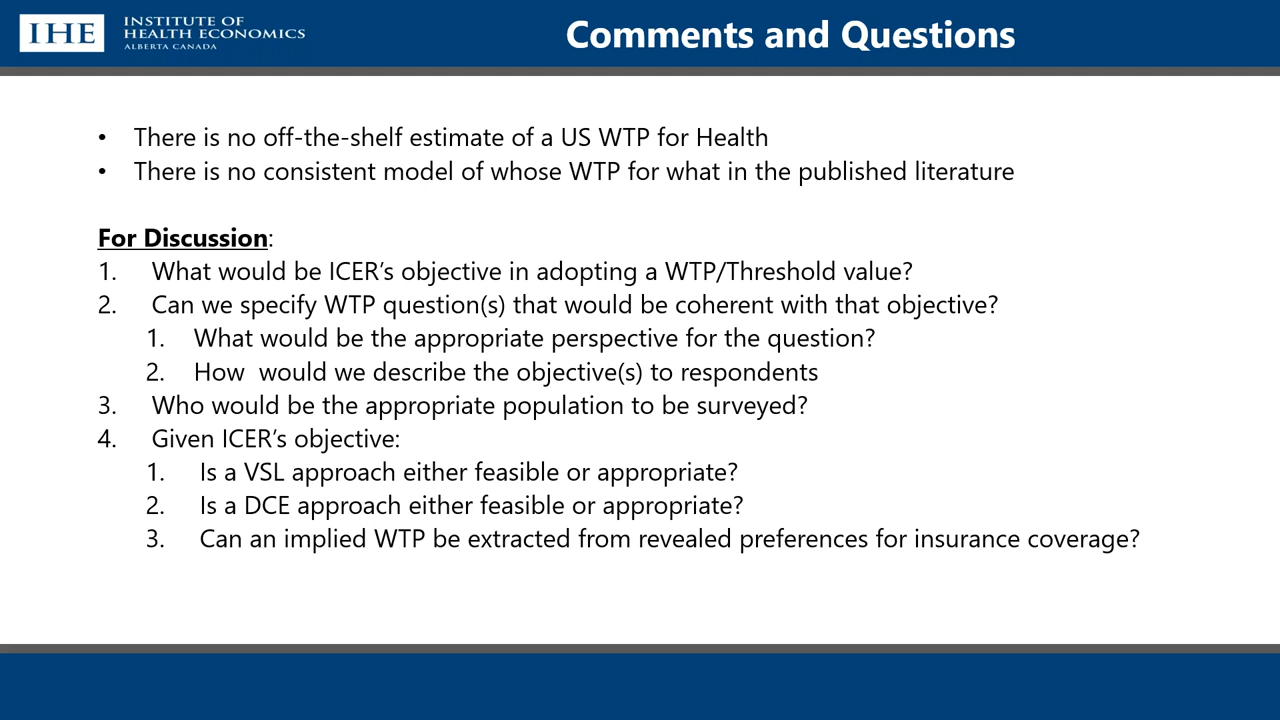 IHE
INSTITUTE OF
HEALTH ECONOMICS
ALBERTA CANADA
Comments and Questions
• There is no off-the-shelf estimate of a US WTP for Health
• There is no consistent model of whose WTP for what in the published literature
For Discussion:
1. What would be ICER's objective in adopting a WTP/Threshold value?
2. Can we specify WTP question(s) that would be coherent with that objective?
1. What would be the appropriate perspective for the question?
2. How  would we describe the objective(s) to respondents
3. Who would be the appropriate population to be surveyed?
4. Given ICER's objective:
1. Is a VSL approach either feasible or appropriate?
2. Is a DCE approach either feasible or appropriate?
3. Can an implied WTP be extracted from revealed preferences for insurance coverage?